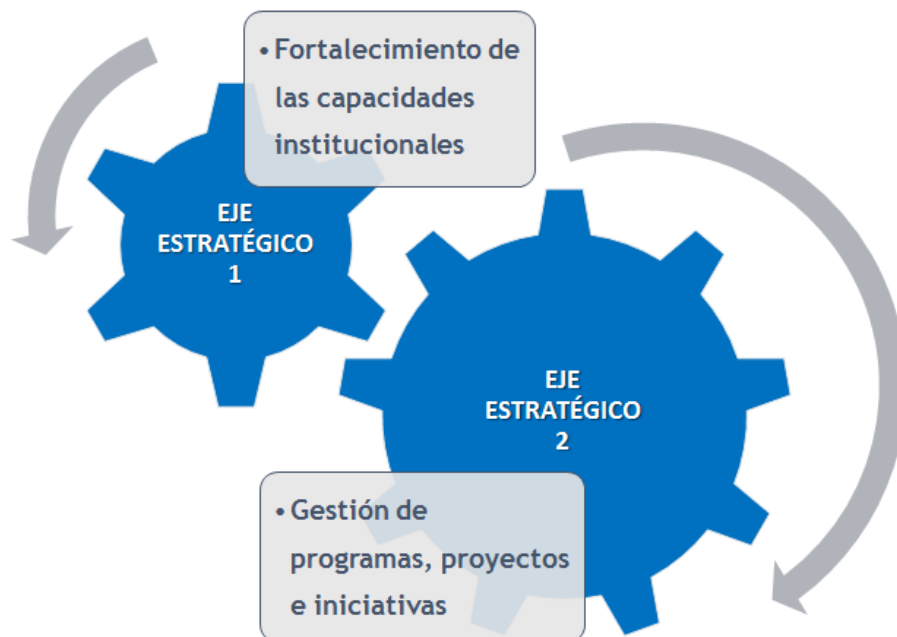 • Fortalecimiento de
las capacidades
institucionales
EJE
ESTRATÉGICO
1
EJE
ESTRATÉGICO
2
• Gestión de
programas, proyectos
e iniciativas